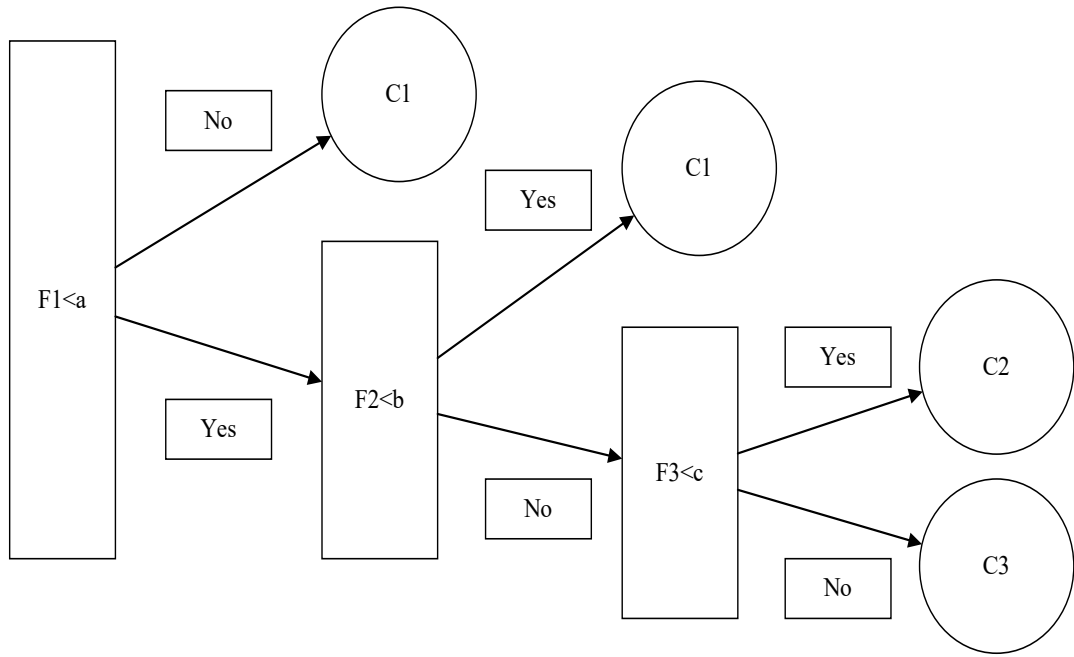 C1
No
C1
Yes
F1<a
Yes
F2<b
Yes
C2
F3<c
No
C3
No